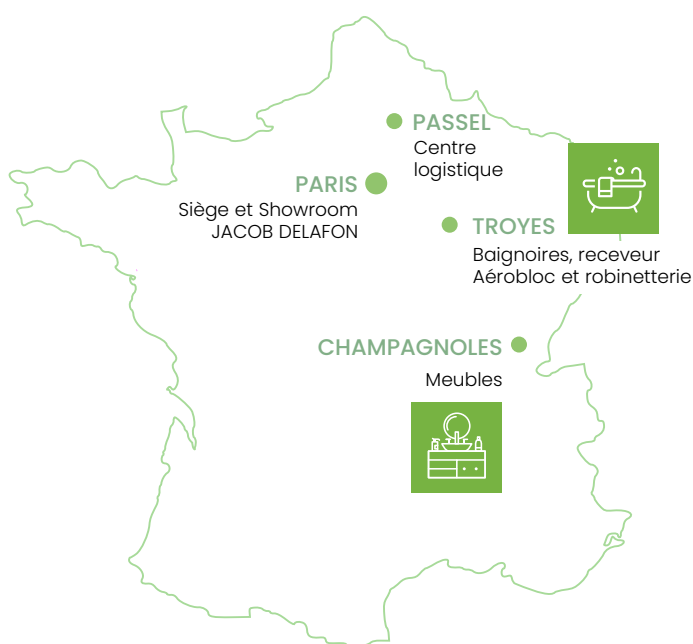 PASSEL
Centre
logistique
PARIS
Siège et Showroom
JACOB DELAFON
TROYES
Baignoires, receveur
Aérobloc et robinetterie
CHAMPAGNOLES
Meubles